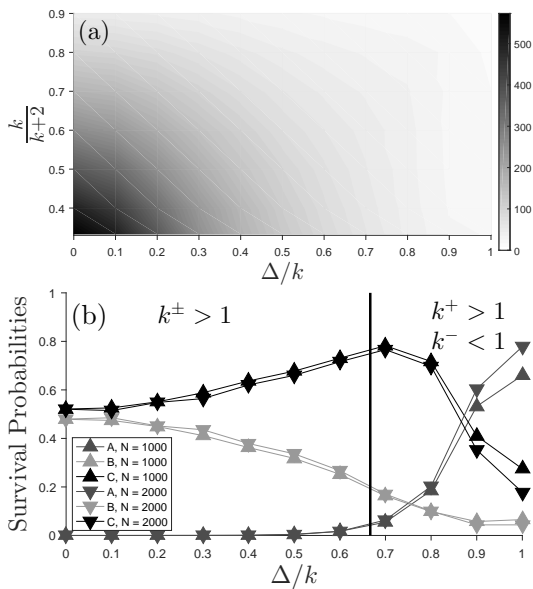 (a)
0.9
0.8
0.7
0.6
0.5
0.4
k/(k+2)
0 0.1 0.2 0.3 0.4 0.5 0.6 0.7 0.8 0.9 1
Δ/k
500
400
300
200
100
0
(b)
k± > 1
k+ > 1
k− < 1
Survival Probabilities
1
0.8
0.6
0.4
0.2
0
A, N = 1000
B, N = 1000
C, N = 1000
A, N = 2000
B, N = 2000
C, N = 2000
0 0.1 0.2 0.3 0.4 0.5 0.6 0.7 0.8 0.9 1
Δ/k